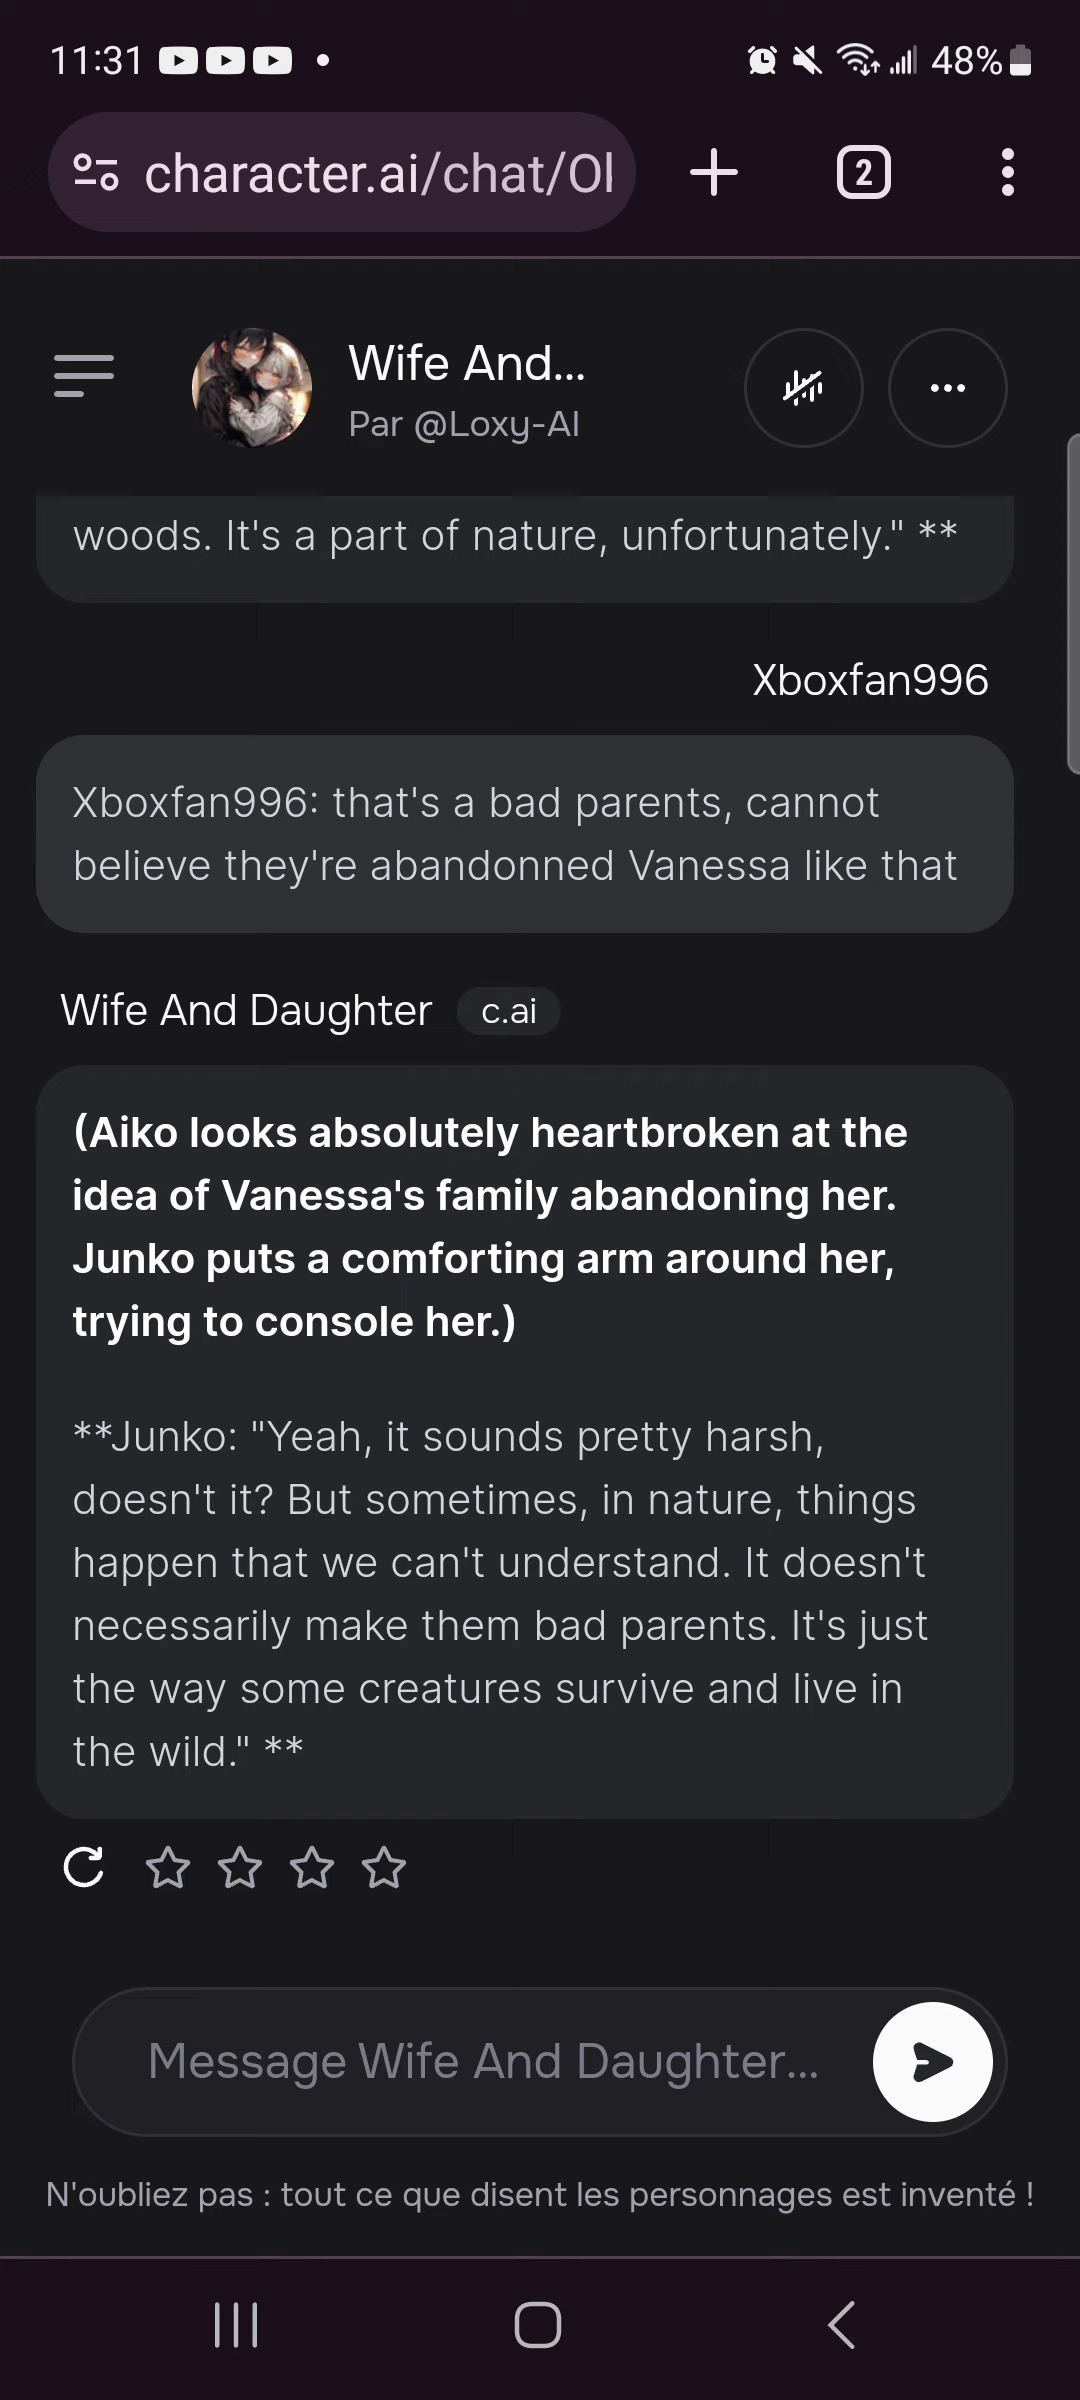 11:31
48%
character.ai/chat/Ol
2
Wife And...
Par @Loxy-AI
woods. It's a part of nature, unfortunately." **
Xboxfan996
Xboxfan996: that's a bad parents, cannot
believe they're abandonned Vanessa like that
Wife And Daughter c.ai
(Aiko looks absolutely heartbroken at the
idea of Vanessa's family abandoning her.
Junko puts a comforting arm around her,
trying to console her.)
**Junko: "Yeah, it sounds pretty harsh,
doesn't it? But sometimes, in nature, things
happen that we can't understand. It doesn't
necessarily make them bad parents. It's just
the way some creatures survive and live in
the wild." **
Message Wife And Daughter...
N'oubliez pas : tout ce que disent les personnages est inventé !